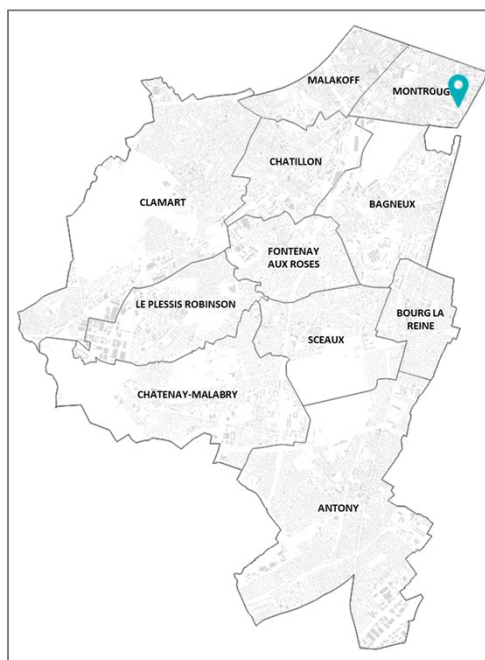 MALAKOFF
MONTROUG
CHATILLON
CLAMART
BAGNEUX
FONTENAY
AUX ROSES
LE PLESSIS ROBINSON
BOURG LA
REINE
SCEAUX
CHATENAY-MALABRY
ANTONY